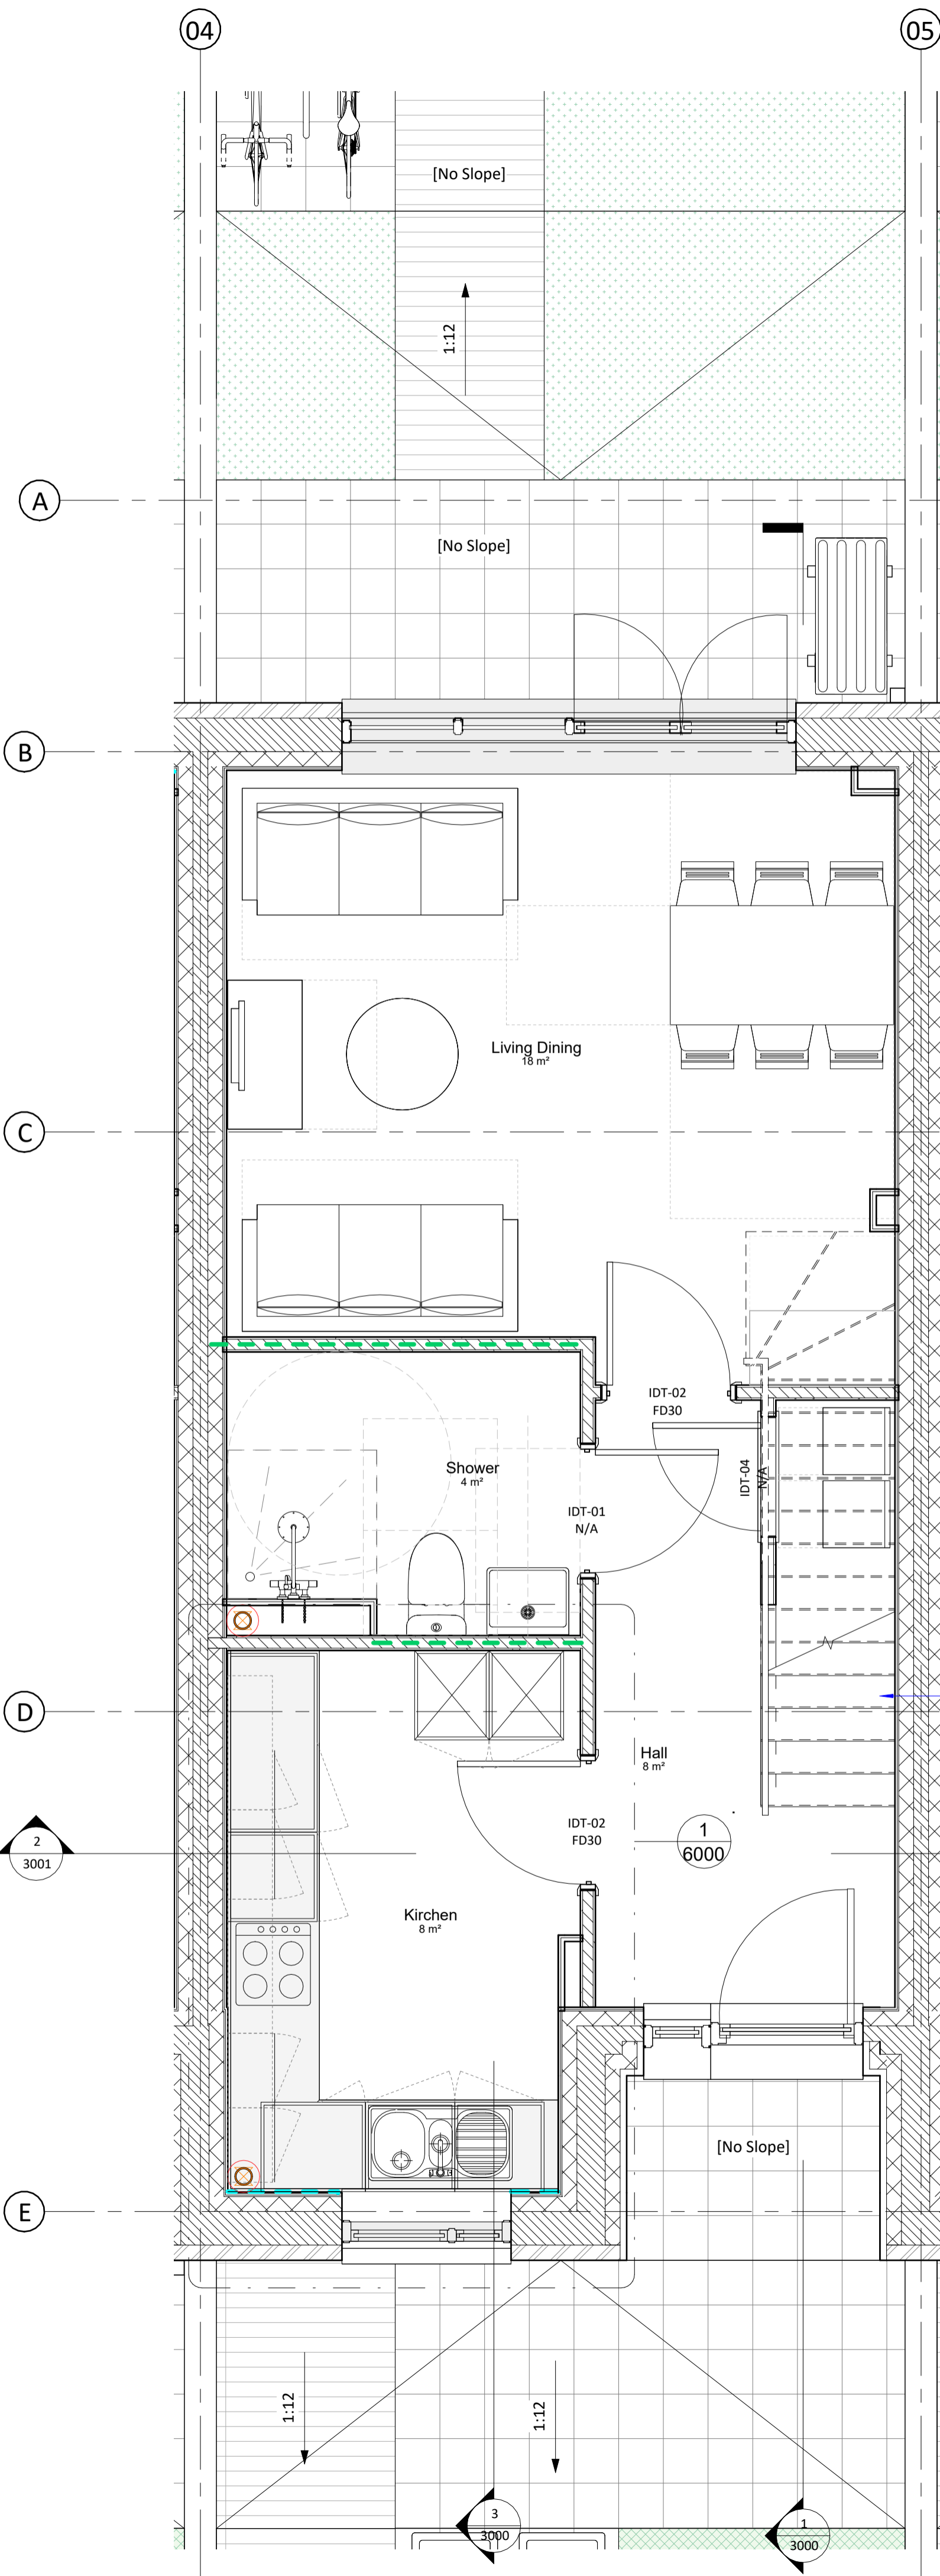 04
05
[No Slope]
1:12
A
[No Slope]
B
Living Dining
18 m²
C
IDT-02
FD30
Shower
4 m²
IDT-04
N/A
IDT-01
N/A
D
Hall
8 m²
2
3001
IDT-02
FD30
1
6000
Kirchen
8 m²
[No Slope]
E
1:12
1:12
3
3000
1
3000